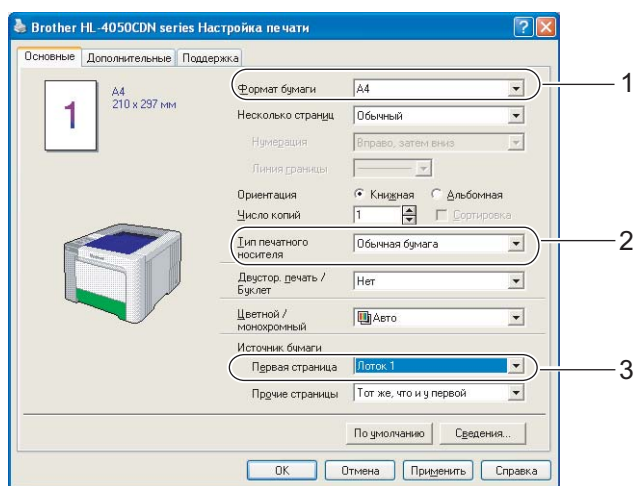 Brother HL-4050CDN series Настройка печати
Основные Дополнительные Поддержка
1
A4
210 x 297 мм
Формат бумаги A4 1
Несколько страниц Обычный
Нумерация Вправо, затем вниз
Линия границы
Ориентация Книжная Альбомная
Число копий 1 Сортировка
Тип печатного
носителя Обычная бумага 2
Двустор. печать /
Буклет Нет
Цветной /
монохромный Авто
Источник бумаги
Первая страница Лоток 1 3
Прочие страницы Тот же, что и у первой
По умолчанию Сведения...
OK Отмена Применить Справка